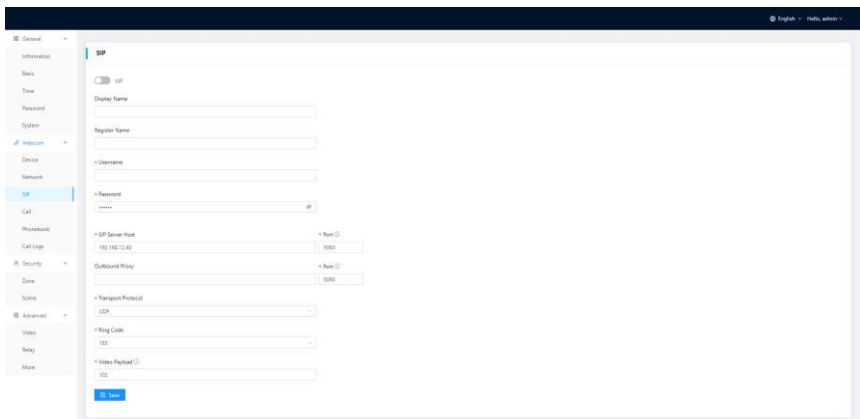 English Hello, admin
General
Information
Basic
Time
Password
System
Intercom
Device
Network
SIP
Call
Phonebook
Call Logs
Security
Zone
Scene
Advanced
Video
Relay
More
SIP
SIP
Display Name
Register Name
* Username
* Password
••••••
* SIP Server Host * Port
192.168.13.40 5060
Outbound Proxy * Port
5060
* Transport Protocol
UDP
* Ring Code
183
* Video Payload
102
Save